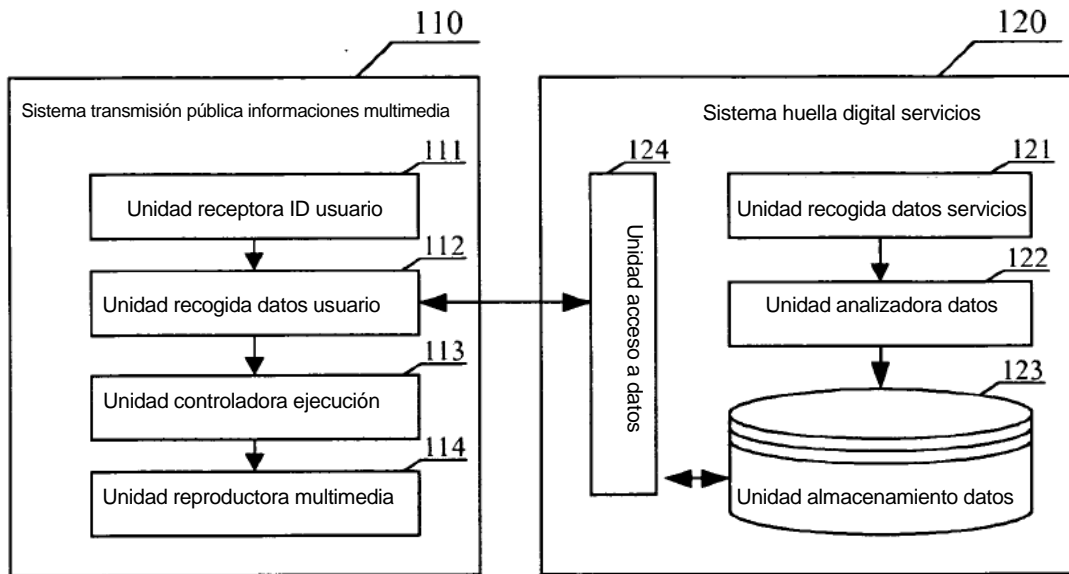 110
Sistema transmisión pública informaciones multimedia
111
Unidad receptora ID usuario
112
Unidad recogida datos usuario
113
Unidad controladora ejecución
114
Unidad reproductora multimedia
120
Sistema huella digital servicios
124
Unidad acceso a datos
121
Unidad recogida datos servicios
122
Unidad analizadora datos
123
Unidad almacenamiento datos